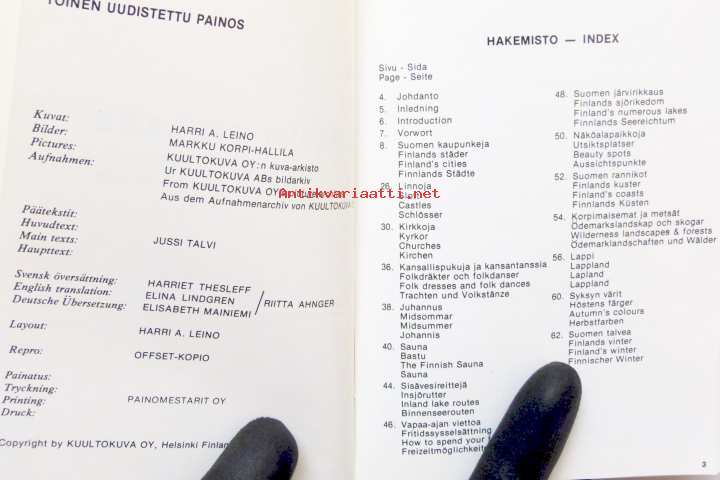 TOINEN UUDISTETTU PAINOS
Kuvat:
Bilder:
Pictures:
Aufnahmen:
HARRI A. LEINO
MARKKU KORPI-HALLILA
KUULTOKUVA OY:n kuva-arkisto
Ur KUULTOKUVA ABs bildarkiv
From KUULTOKUVA OY's
Aus dem Aufnahmenarchiv von KUULTOKUVA
Päätekstit:
Huvudtext:
Main texts:
Haupttext:
JUSSI TALVI
Svensk översättning:
English translation:
Deutsche Übersetzung:
HARRIET THESLEFF
ELINA LINDGREN
ELISABETH MAINIEMI
/ RIITTA AHNGER
Layout:
HARRI A. LEINO
Repro:
OFFSET-KOPIO
Painatus:
Tryckning:
Printing:
Druck:
PAINOMESTARIT OY
Copyright by KUULTOKUVA OY, Helsinki Finland
HAKEMISTO — INDEX
Sivu - Sida
Page - Seite
4. Johdanto
5. Inledning
6. Introduction
7. Vorwort
8. Suomen kaupunkeja
Finlands städer
Finland's cities
Finnlands Städte
26. Linnoja
Slott
Castles
Schlösser
30. Kirkkoja
Kyrkor
Churches
Kirchen
36. Kansallispukuja ja kansantanssia
Folkdräkter och folkdanser
Folk dresses and folk dances
Trachten und Volkstänze
38. Juhannus
Midsommar
Midsummer
Johannis
40. Sauna
Bastu
The Finnish Sauna
Sauna
44. Sisävesireittejä
Insjörutter
Inland lake routes
Binnenseerouten
46. Vapaa-ajan viettoa
Fritidssysselsättning
How to spend your
Freizeitmöglichkeite
48. Suomen järvirikkaus
Finlands sjörikedom
Finland's numerous lakes
Finnlands Seereichtum
50. Näköalapaikkoja
Utsiktsplatser
Beauty spots
Aussichtspunkte
52. Suomen rannikot
Finlands kuster
Finland's coasts
Finnlands Küsten
54. Korpimaisemat ja metsät
Ödemarkslandskap och skogar
Wilderness landscapes & forests
Ödemarklandschaften und Wälder
56. Lappi
Lappland
Lapland
Lappland
60. Syksyn värit
Höstens färger
Autumn's colours
Herbstfarben
62. Suomen talvea
Finlands vinter
Finland's winter
Finnischer Winter
3
Antikvariaatti.net